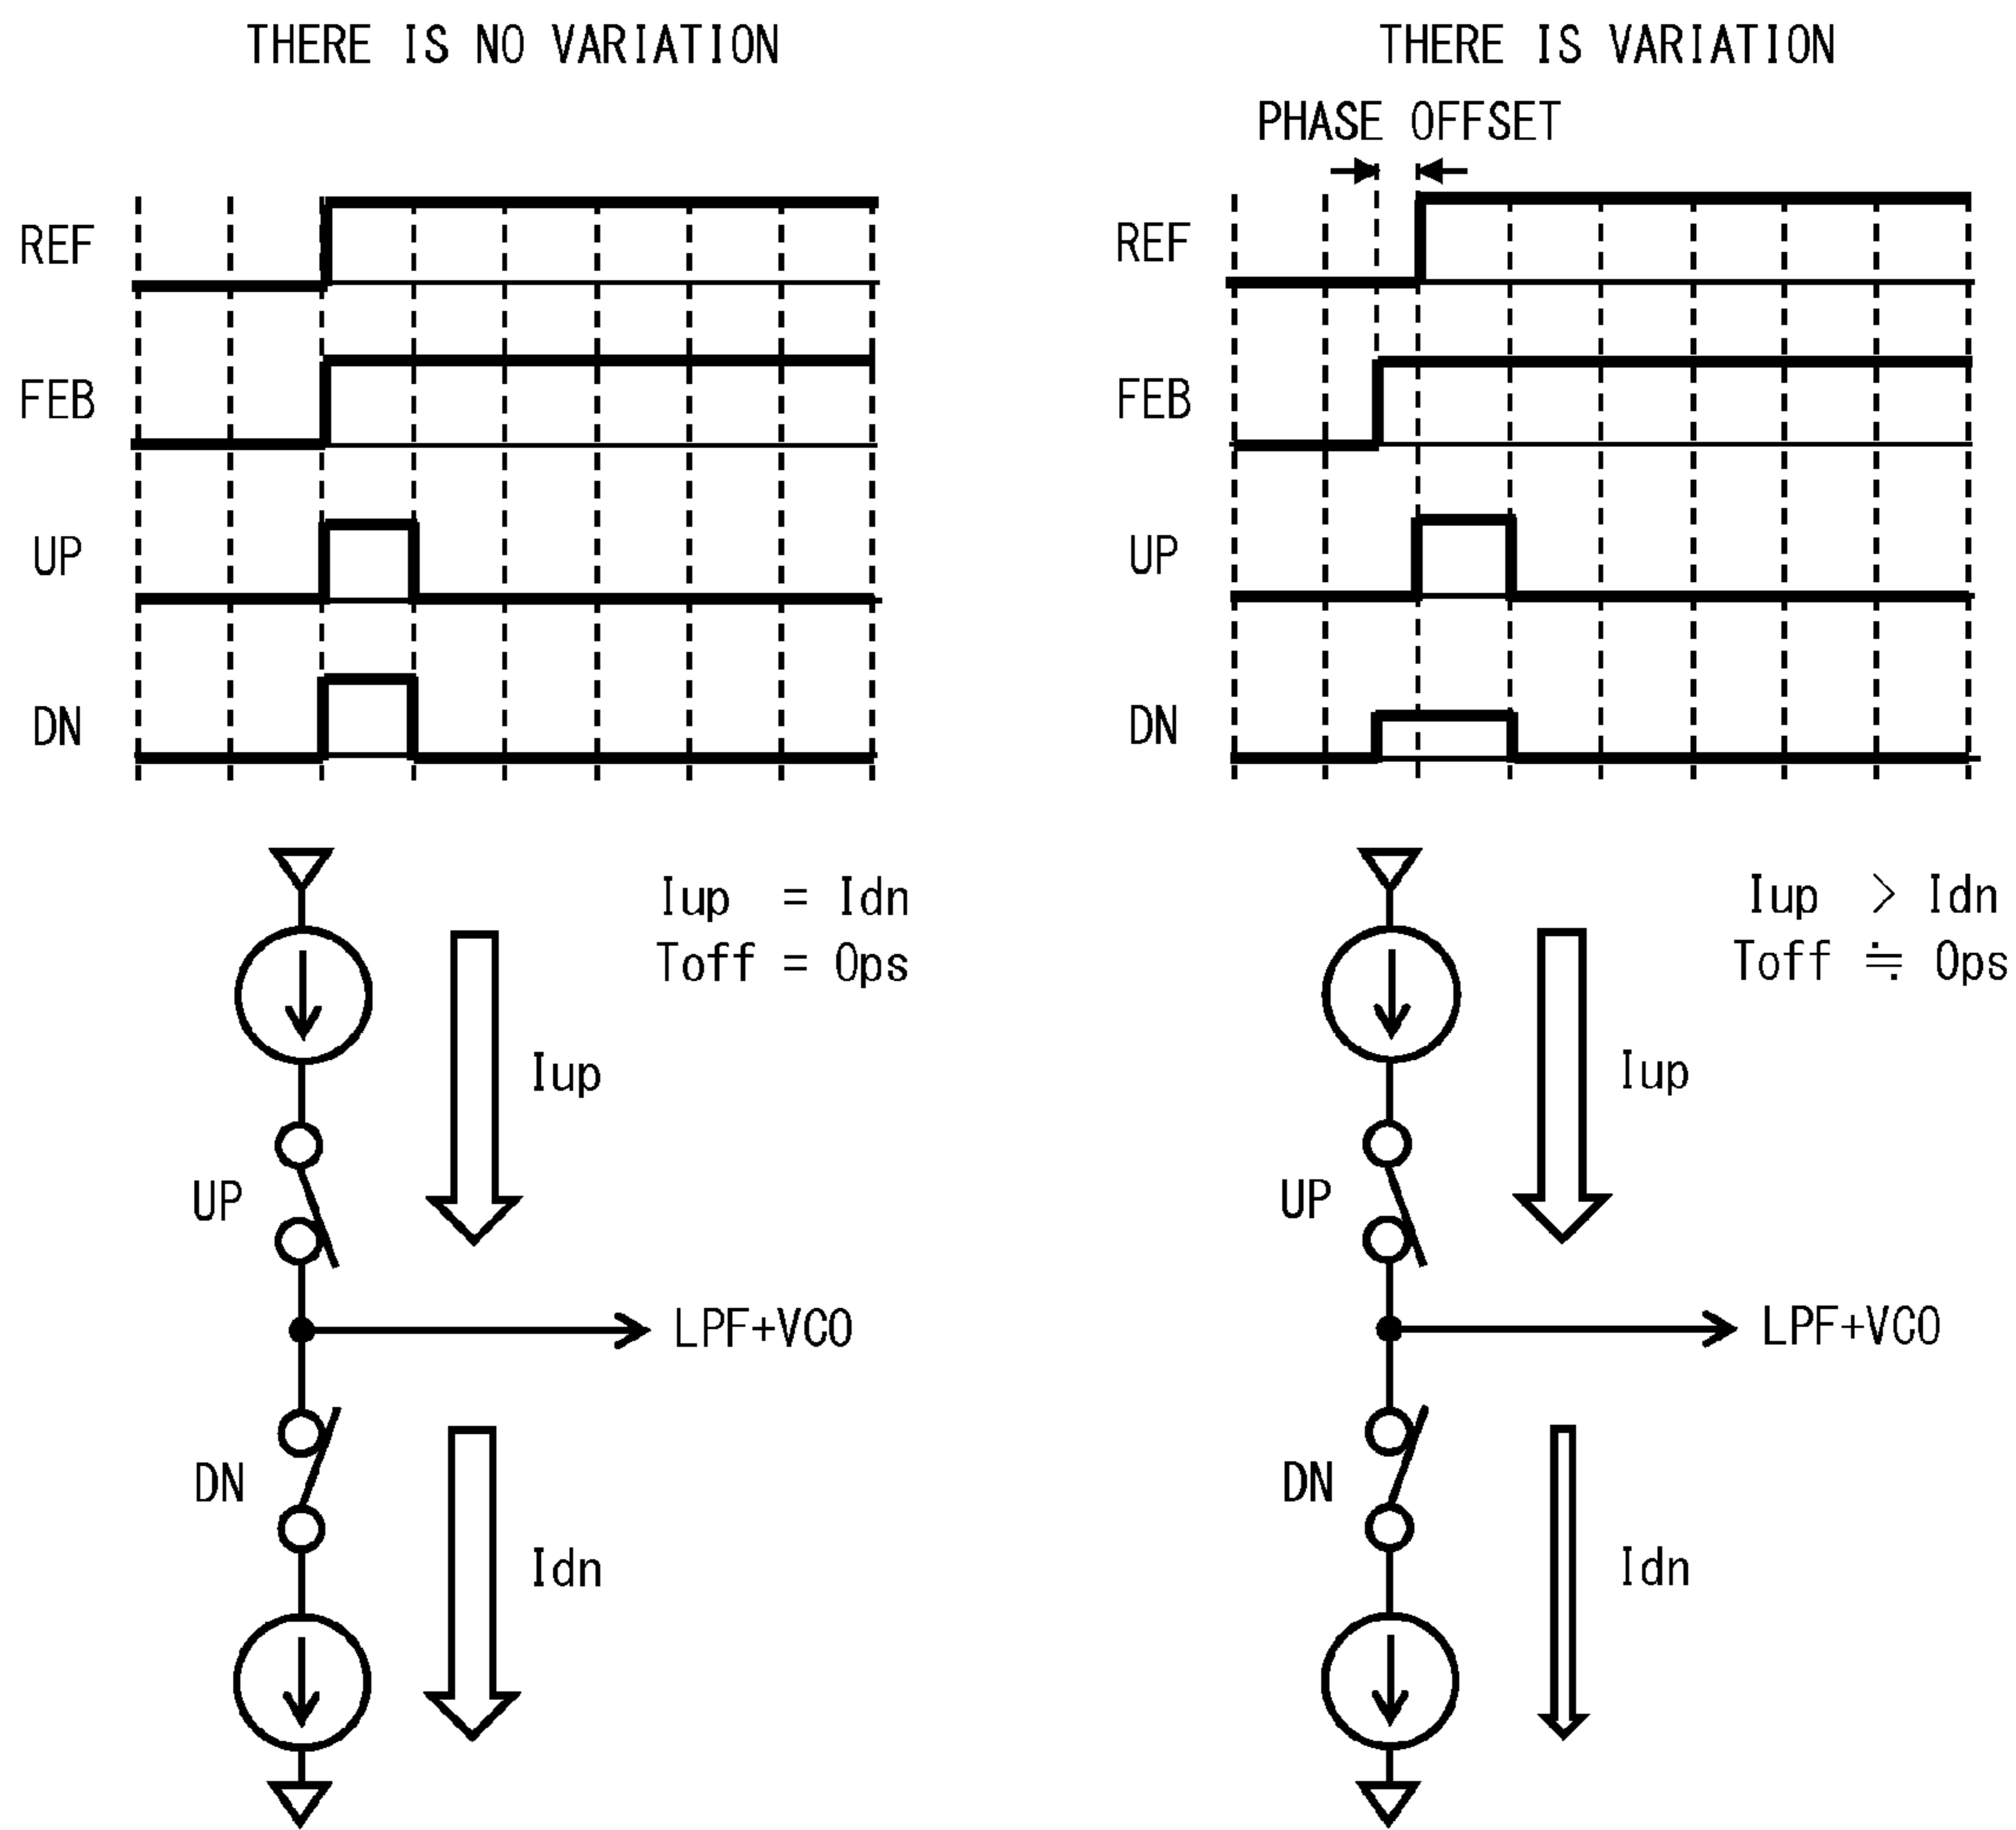 THERE IS NO VARIATION
REF
FEB
UP
DN
Iup = Idn
Toff = 0ps
Iup
UP
LPF+VCO
DN
Idn
THERE IS VARIATION
PHASE OFFSET
REF
FEB
UP
DN
Iup > Idn
Toff ≒ 0ps
Iup
UP
LPF+VCO
DN
Idn